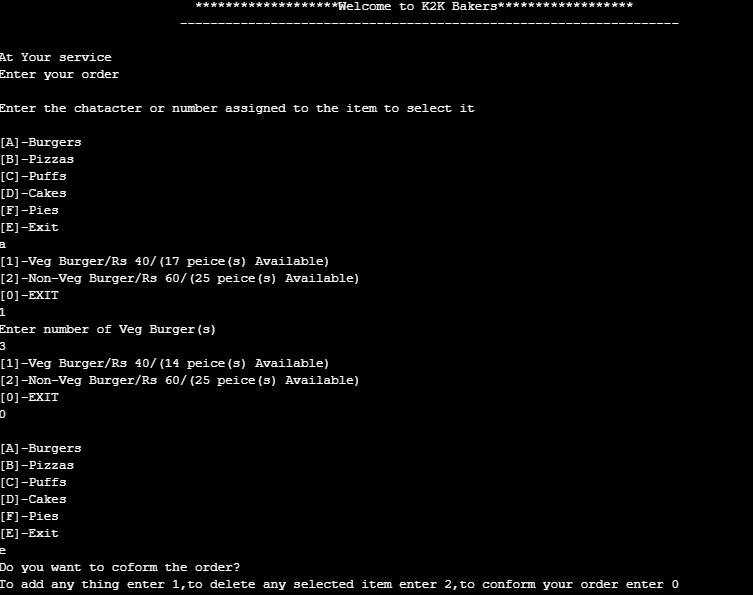 *******************Welcome to K2K Bakers******************
------------------------------------------------------------------
At Your service
Enter your order
Enter the chatacter or number assigned to the item to select it
[A]-Burgers
[B]-Pizzas
[C]-Puffs
[D]-Cakes
[F]-Pies
[E]-Exit
a
[1]-Veg Burger/Rs 40/(17 peice(s) Available)
[2]-Non-Veg Burger/Rs 60/(25 peice(s) Available)
[0]-EXIT
1
Enter number of Veg Burger(s)
3
[1]-Veg Burger/Rs 40/(14 peice(s) Available)
[2]-Non-Veg Burger/Rs 60/(25 peice(s) Available)
[0]-EXIT
0
[A]-Burgers
[B]-Pizzas
[C]-Puffs
[D]-Cakes
[F]-Pies
[E]-Exit
e
Do you want to coform the order?
To add any thing enter 1,to delete any selected item enter 2,to conform your order enter 0